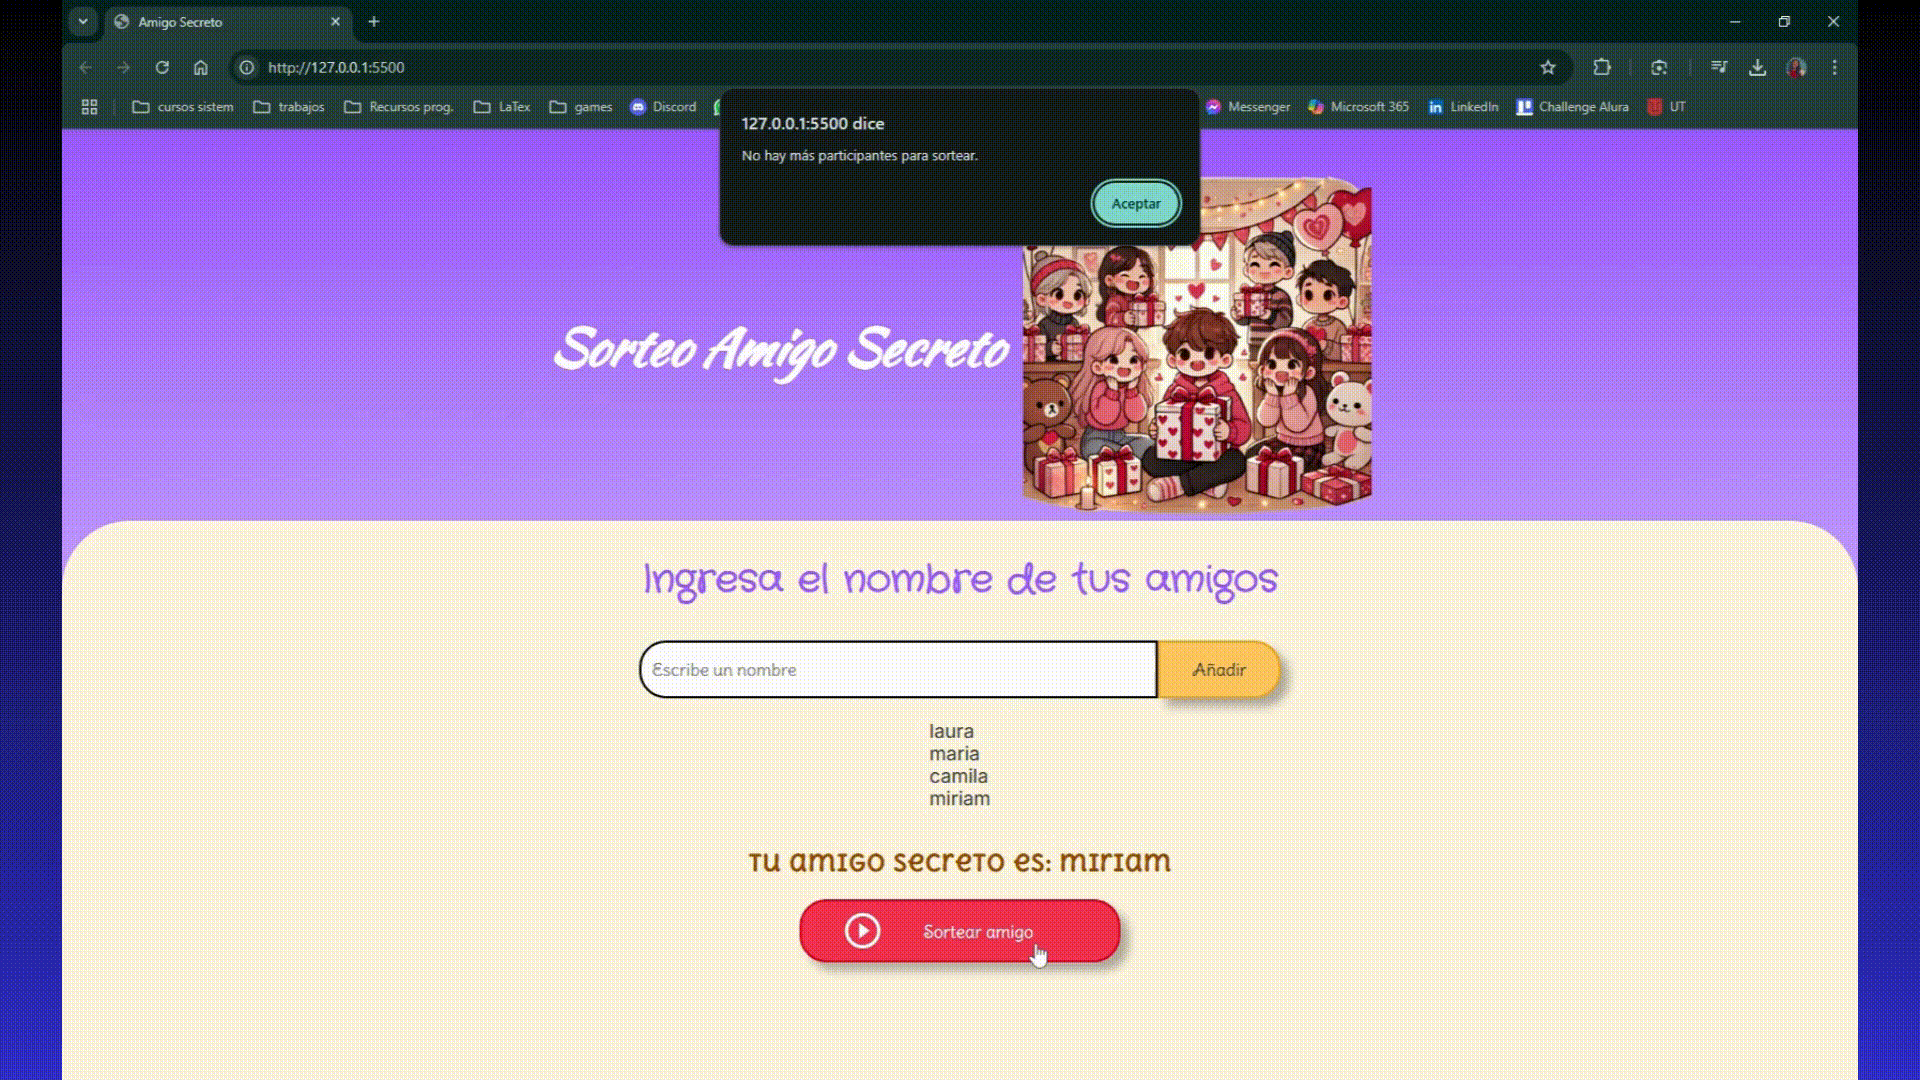 Amigo Secreto
http://127.0.0.1:5500
cursos sistem
trabajos
Recursos prog.
LaTex
games
Discord
Messenger
Microsoft 365
LinkedIn
Challenge Alura
UT
127.0.0.1:5500 dice
No hay más participantes para sortear.
Aceptar
Sorteo Amigo Secreto
Ingresa el nombre de tus amigos
Escribe un nombre
Añadir
laura
maria
camila
miriam
Tu amigo secreto es: miriam
Sortear amigo